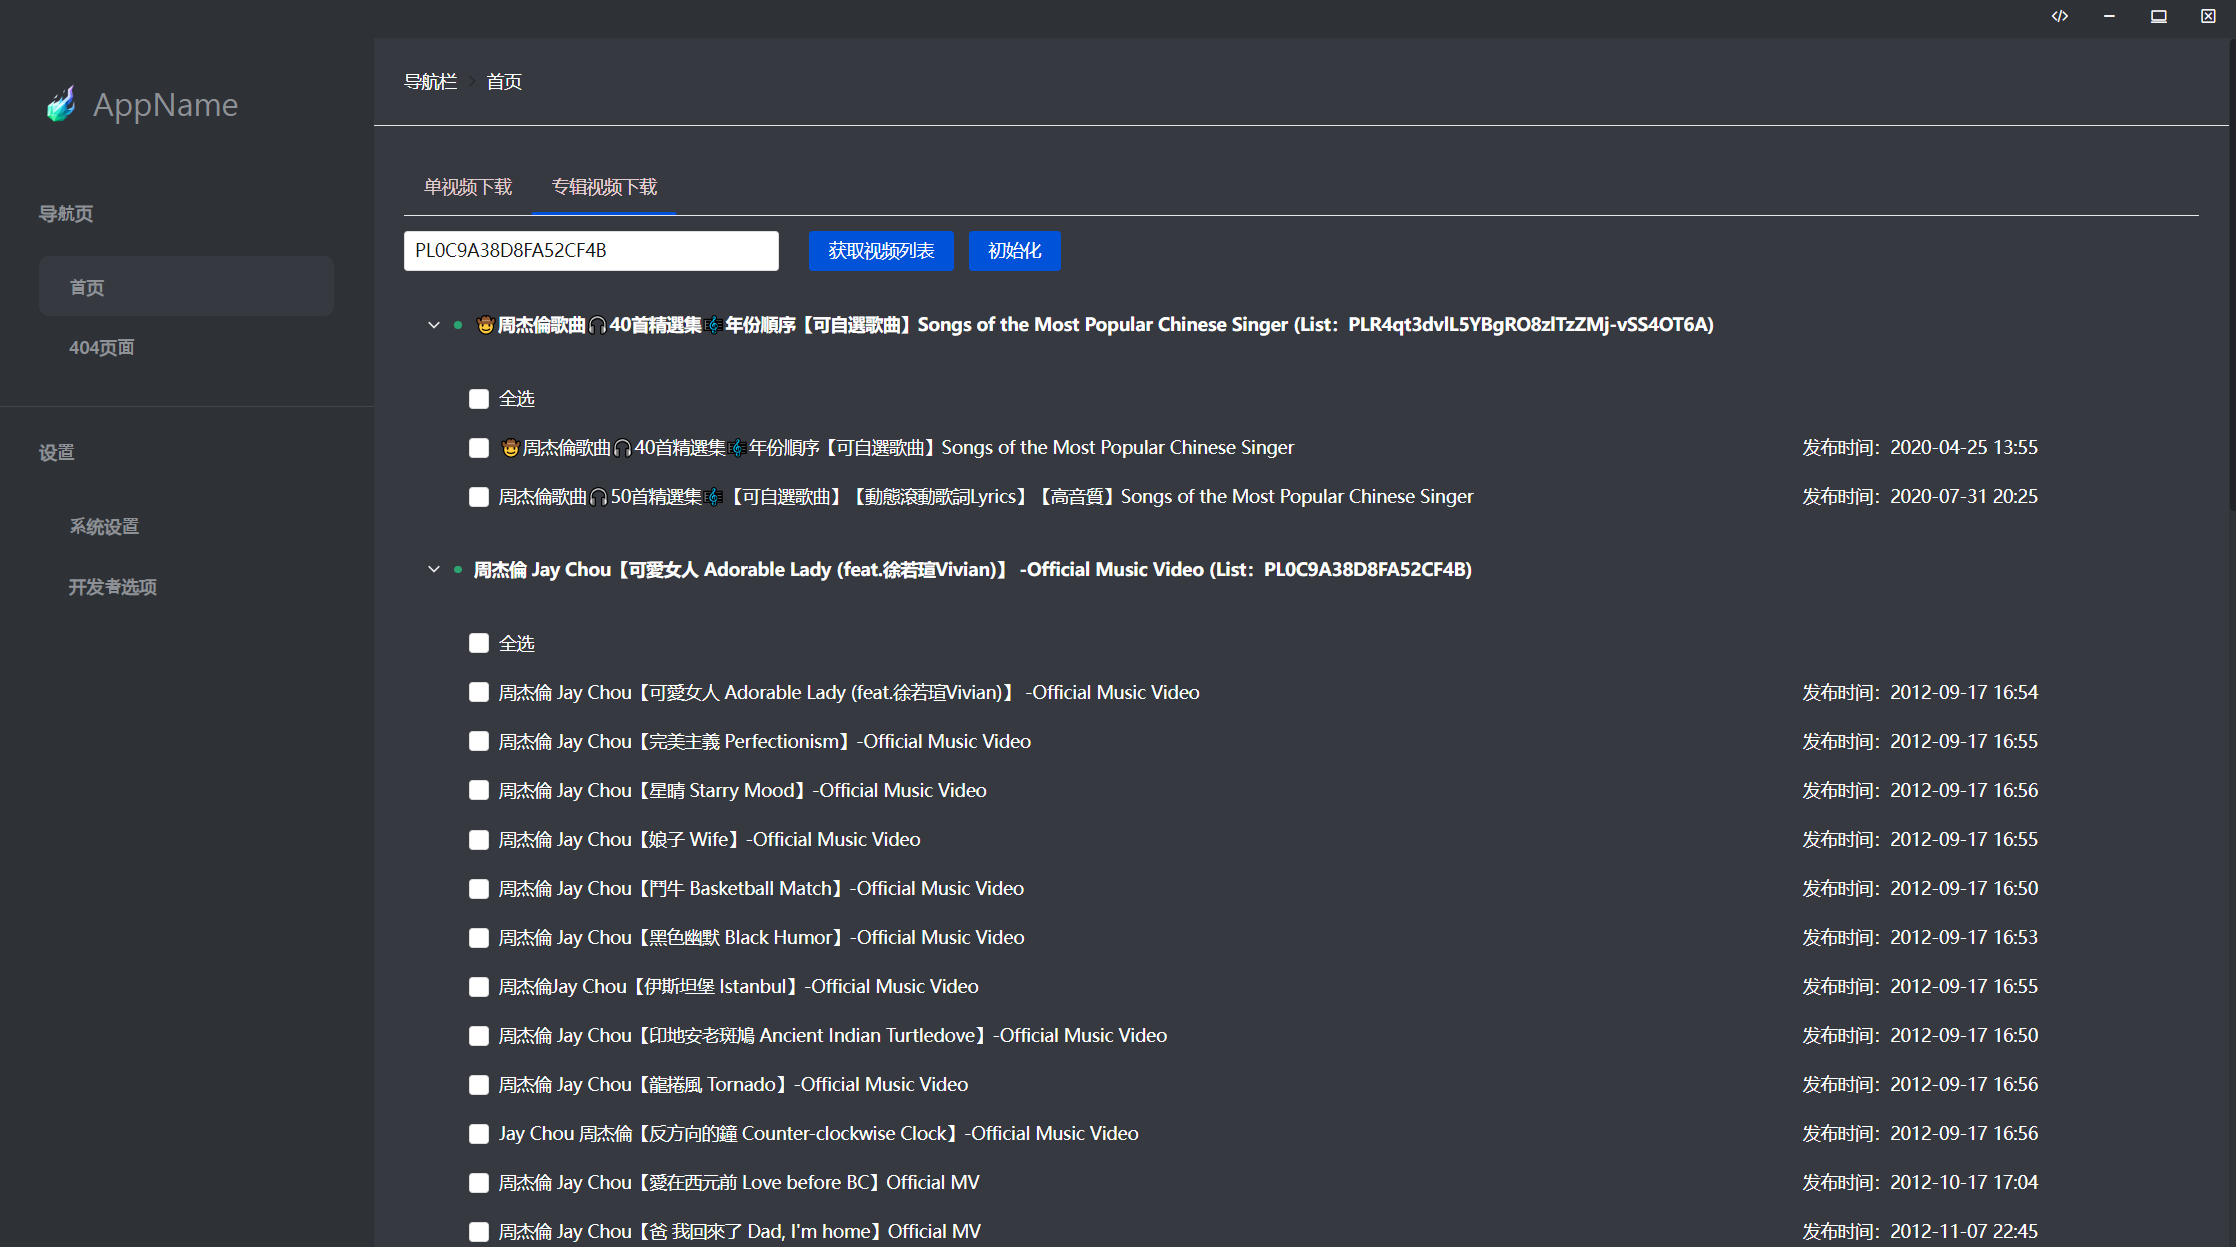 AppName
导航页
首页
404页面
设置
系统设置
开发者选项
导航栏 > 首页
单视频下载 专辑视频下载
PL0C9A38D8FA52CF4B 获取视频列表 初始化
🤠周杰倫歌曲🎧40首精選集🎼年份順序【可自選歌曲】Songs of the Most Popular Chinese Singer (List：PLR4qt3dvlL5YBgRO8zlTzZMj-vSS4OT6A)
全选
🤠周杰倫歌曲🎧40首精選集🎼年份順序【可自選歌曲】Songs of the Most Popular Chinese Singer 发布时间：2020-04-25 13:55
周杰倫歌曲🎧50首精選集🎼【可自選歌曲】【動態滾動歌詞Lyrics】【高音質】Songs of the Most Popular Chinese Singer 发布时间：2020-07-31 20:25
周杰倫 Jay Chou【可愛女人 Adorable Lady (feat.徐若瑄Vivian)】 -Official Music Video (List：PL0C9A38D8FA52CF4B)
全选
周杰倫 Jay Chou【可愛女人 Adorable Lady (feat.徐若瑄Vivian)】 -Official Music Video 发布时间：2012-09-17 16:54
周杰倫 Jay Chou【完美主義 Perfectionism】-Official Music Video 发布时间：2012-09-17 16:55
周杰倫 Jay Chou【星晴 Starry Mood】-Official Music Video 发布时间：2012-09-17 16:56
周杰倫 Jay Chou【娘子 Wife】-Official Music Video 发布时间：2012-09-17 16:55
周杰倫 Jay Chou【鬥牛 Basketball Match】-Official Music Video 发布时间：2012-09-17 16:50
周杰倫 Jay Chou【黑色幽默 Black Humor】-Official Music Video 发布时间：2012-09-17 16:53
周杰倫Jay Chou【伊斯坦堡 Istanbul】-Official Music Video 发布时间：2012-09-17 16:55
周杰倫 Jay Chou【印地安老斑鳩 Ancient Indian Turtledove】-Official Music Video 发布时间：2012-09-17 16:50
周杰倫 Jay Chou【龍捲風 Tornado】-Official Music Video 发布时间：2012-09-17 16:56
Jay Chou 周杰倫【反方向的鐘 Counter-clockwise Clock】-Official Music Video 发布时间：2012-09-17 16:56
周杰倫 Jay Chou【愛在西元前 Love before BC】Official MV 发布时间：2012-10-17 17:04
周杰倫 Jay Chou【爸 我回來了 Dad, I'm home】Official MV 发布时间：2012-11-07 22:45